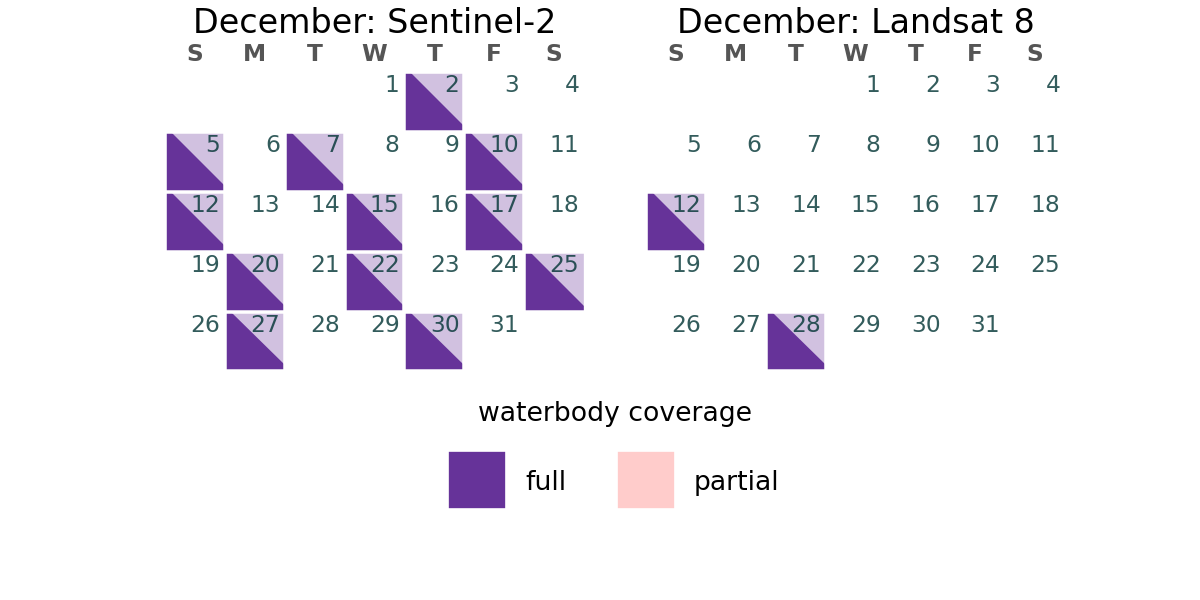 December: Sentinel-2
S M T W T F S
1 2 3 4
5 6 7 8 9 10 11
12 13 14 15 16 17 18
19 20 21 22 23 24 25
26 27 28 29 30 31
December: Landsat 8
S M T W T F S
1 2 3 4
5 6 7 8 9 10 11
12 13 14 15 16 17 18
19 20 21 22 23 24 25
26 27 28 29 30 31
waterbody coverage
full partial